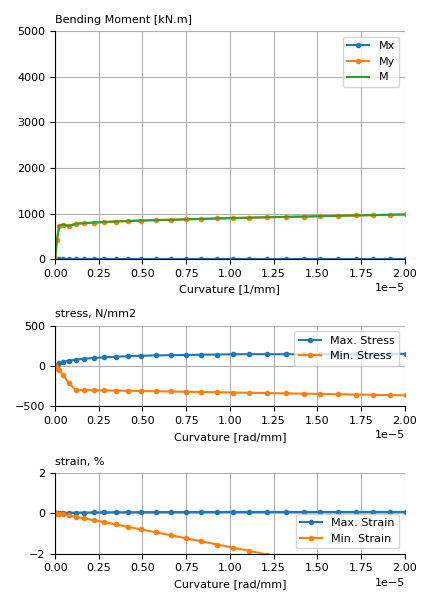 Bending Moment [kN.m]
5000
4000
3000
2000
1000
0
Mx
My
M
0.00 0.25 0.50 0.75 1.00 1.25 1.50 1.75 2.00
Curvature [1/mm]
1e−5
stress, N/mm2
500
0
−500
Max. Stress
Min. Stress
0.00 0.25 0.50 0.75 1.00 1.25 1.50 1.75 2.00
Curvature [rad/mm]
1e−5
strain, %
2
0
−2
Max. Strain
Min. Strain
0.00 0.25 0.50 0.75 1.00 1.25 1.50 1.75 2.00
Curvature [rad/mm]
1e−5